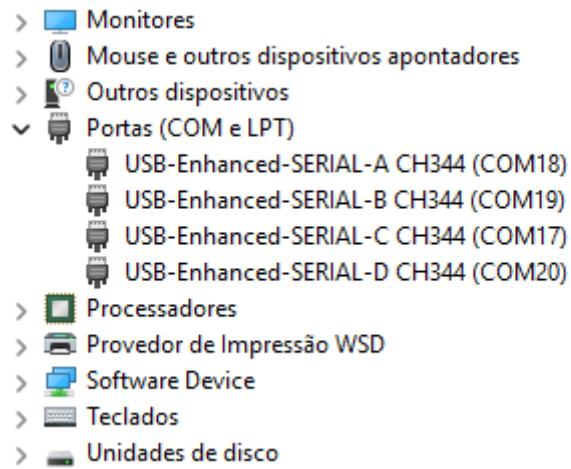 Monitores
Mouse e outros dispositivos apontadores
Outros dispositivos
Portas (COM e LPT)
USB-Enhanced-SERIAL-A CH344 (COM18)
USB-Enhanced-SERIAL-B CH344 (COM19)
USB-Enhanced-SERIAL-C CH344 (COM17)
USB-Enhanced-SERIAL-D CH344 (COM20)
Processadores
Provedor de Impressão WSD
Software Device
Teclados
Unidades de disco